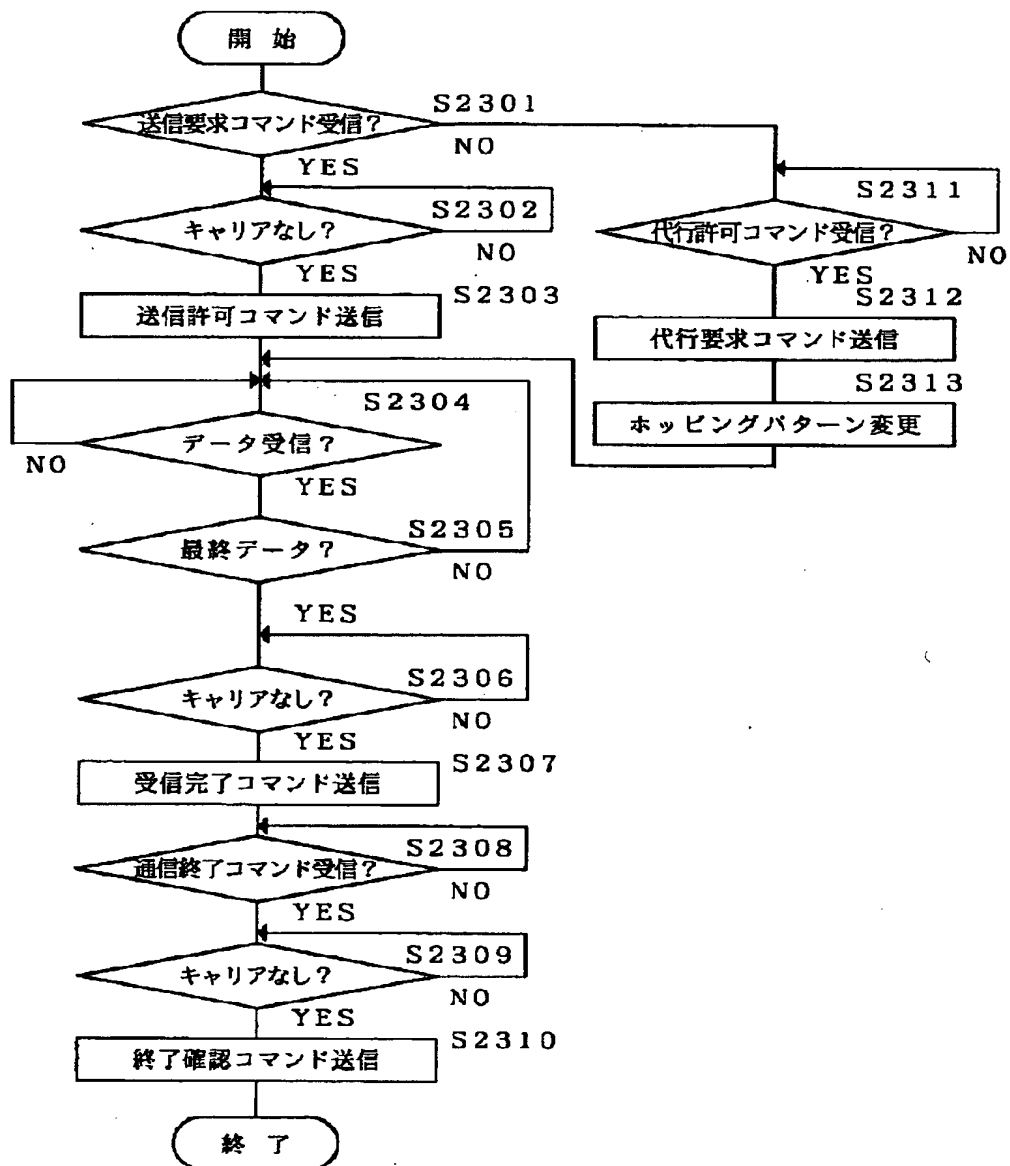 開始
S2301
送信要求コマンド受信?
NO
YES
S2302
キャリアなし?
NO
YES
S2303
送信許可コマンド送信
S2311
代行許可コマンド受信?
NO
YES
S2312
代行要求コマンド送信
S2313
ホッピングパターン変更
S2304
データ受信?
NO
YES
S2305
最終データ?
NO
YES
S2306
キャリアなし?
NO
YES
S2307
受信完了コマンド送信
S2308
通信終了コマンド受信?
NO
YES
S2309
キャリアなし?
NO
YES
S2310
終了確認コマンド送信
終了